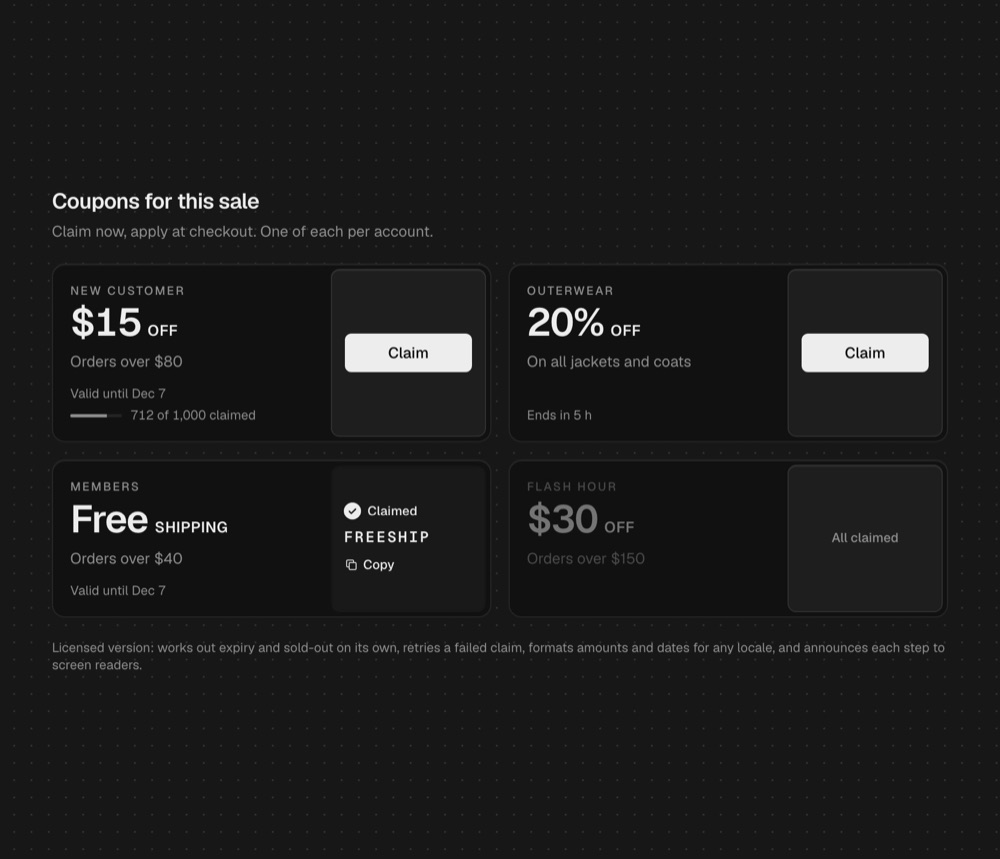 Coupons for this sale
Claim now, apply at checkout. One of each per account.
NEW CUSTOMER
$15 OFF
Orders over $80
Valid until Dec 7
712 of 1,000 claimed
Claim
OUTERWEAR
20% OFF
On all jackets and coats
Ends in 5 h
Claim
MEMBERS
Free SHIPPING
Orders over $40
Valid until Dec 7
Claimed
FREESHIP
Copy
FLASH HOUR
$30 OFF
Orders over $150
All claimed
Licensed version: works out expiry and sold-out on its own, retries a failed claim, formats amounts and dates for any locale, and announces each step to
screen readers.